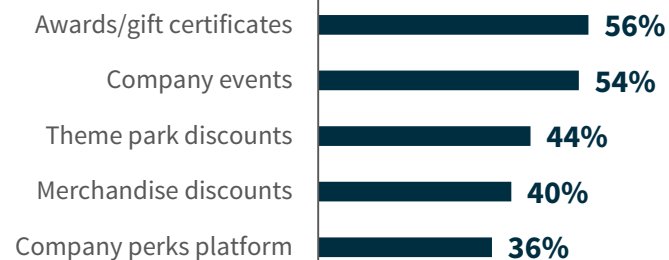 Awards/gift certificates 56%
Company events 54%
Theme park discounts 44%
Merchandise discounts 40%
Company perks platform 36%